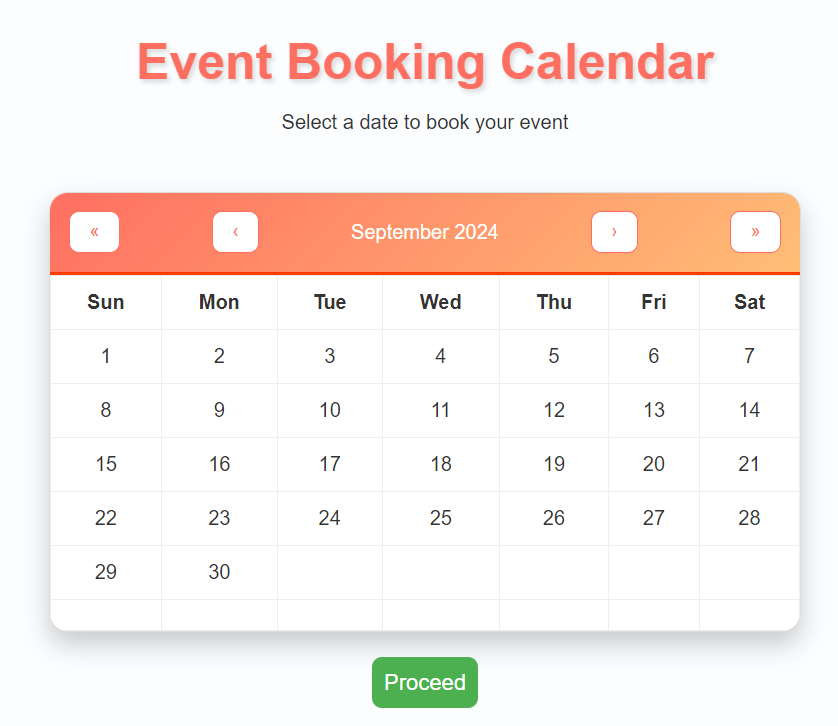 Event Booking Calendar
Select a date to book your event
« ‹ September 2024 › »
Sun Mon Tue Wed Thu Fri Sat
1 2 3 4 5 6 7
8 9 10 11 12 13 14
15 16 17 18 19 20 21
22 23 24 25 26 27 28
29 30
Proceed